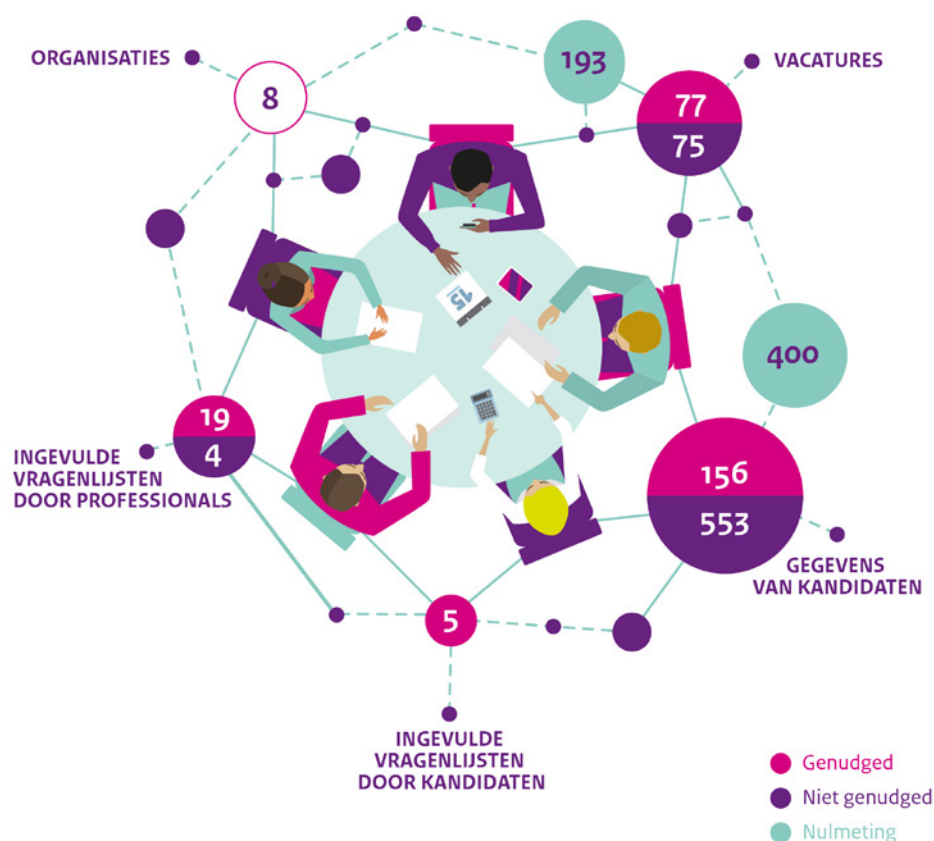 ORGANISATIES
8
193
VACATURES
77
75
15
400
19
4
INGEVULDE
VRAGENLIJSTEN
DOOR PROFESSIONALS
156
553
GEGEVENS
VAN KANDIDATEN
5
INGEVULDE
VRAGENLIJSTEN
DOOR KANDIDATEN
Genudged
Niet genudged
Nulmeting